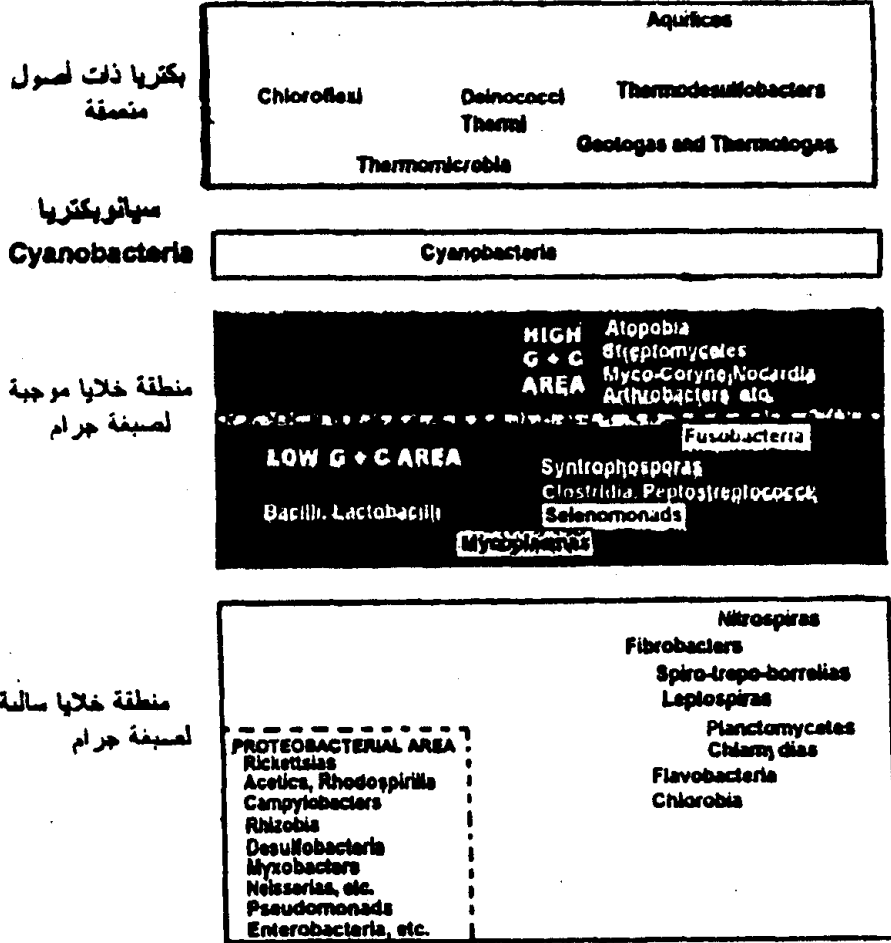 بكتريا ذات أصول
متعمقة
Aquifices
Chloroflexi
Deinococci
Thermi
Thermodesulfobacters
Geotogas and Thermotogas
Thermomicrobia
سيانوبكتريا
Cyanobacteria
Cyanobacteria
منطقة خلايا موجبة
لصبغة جرام
HIGH
G + C
AREA
Atopobia
Streptomycetes
Myco-Coryne, Nocardia
Arthrobacters etc.
Fusobacteria
LOW G + C AREA
Syntrophosporas
Clostridia, Peptostreptococci,
Bacilli, Lactobacilli
Selenomonads
Mycoplasmas
منطقة خلايا سالبة
لصبغة جرام
Nitrospiras
Fibrobacters
Spiro-trepo-borrelias
Leptospiras
Planctomycetes
Chlamydias
Flavobacteria
Chlorobia
PROTEOBACTERIAL AREA
Rickettsias
Acetics, Rhodospirilla
Campylobacters
Rhizobia
Desulfobacteria
Myxobacters
Neisserias, etc.
Pseudomonads
Enterobacteria, etc.